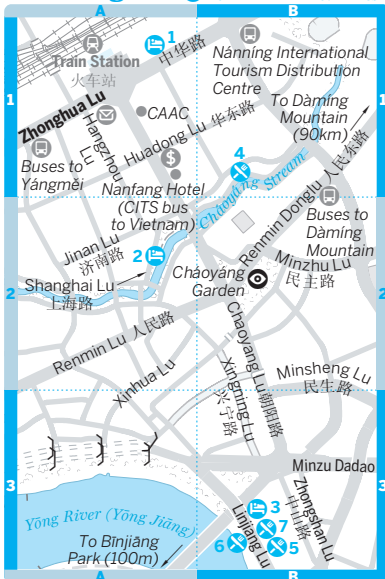 A
B
1
Train Station
火车站
中华路
Nánníng International
Tourism Distribution
Centre
1
1
Zhonghua Lu
Hangzhou
Lu
CAAC
Huadong Lu 华东路
To Dàmíng
Mountain
(90km)
Buses to
Yángměi
$
Nanfang Hotel
(CITS bus
to Vietnam)
4
Cháoyáng Stream
Renmin Donglu 人民东路
Buses to
Dàmíng
Mountain
Jinan Lu
济南路
2
Cháoyáng
Garden
Minzhu Lu
民主路
2
2
Shanghai Lu
上海路
Renmin Lu 人民路
Xinhua Lu
Chaoyang Lu 朝阳路
Xingning Lu
兴宁路
Minsheng Lu
民生路
Minzu Dadao
3
3
Yōng River (Yōng Jiāng)
3
7
6
5
Linjiang Lu
Zhongshan Lu
中山路
To Bīnjiāng
Park (100m)
A
B